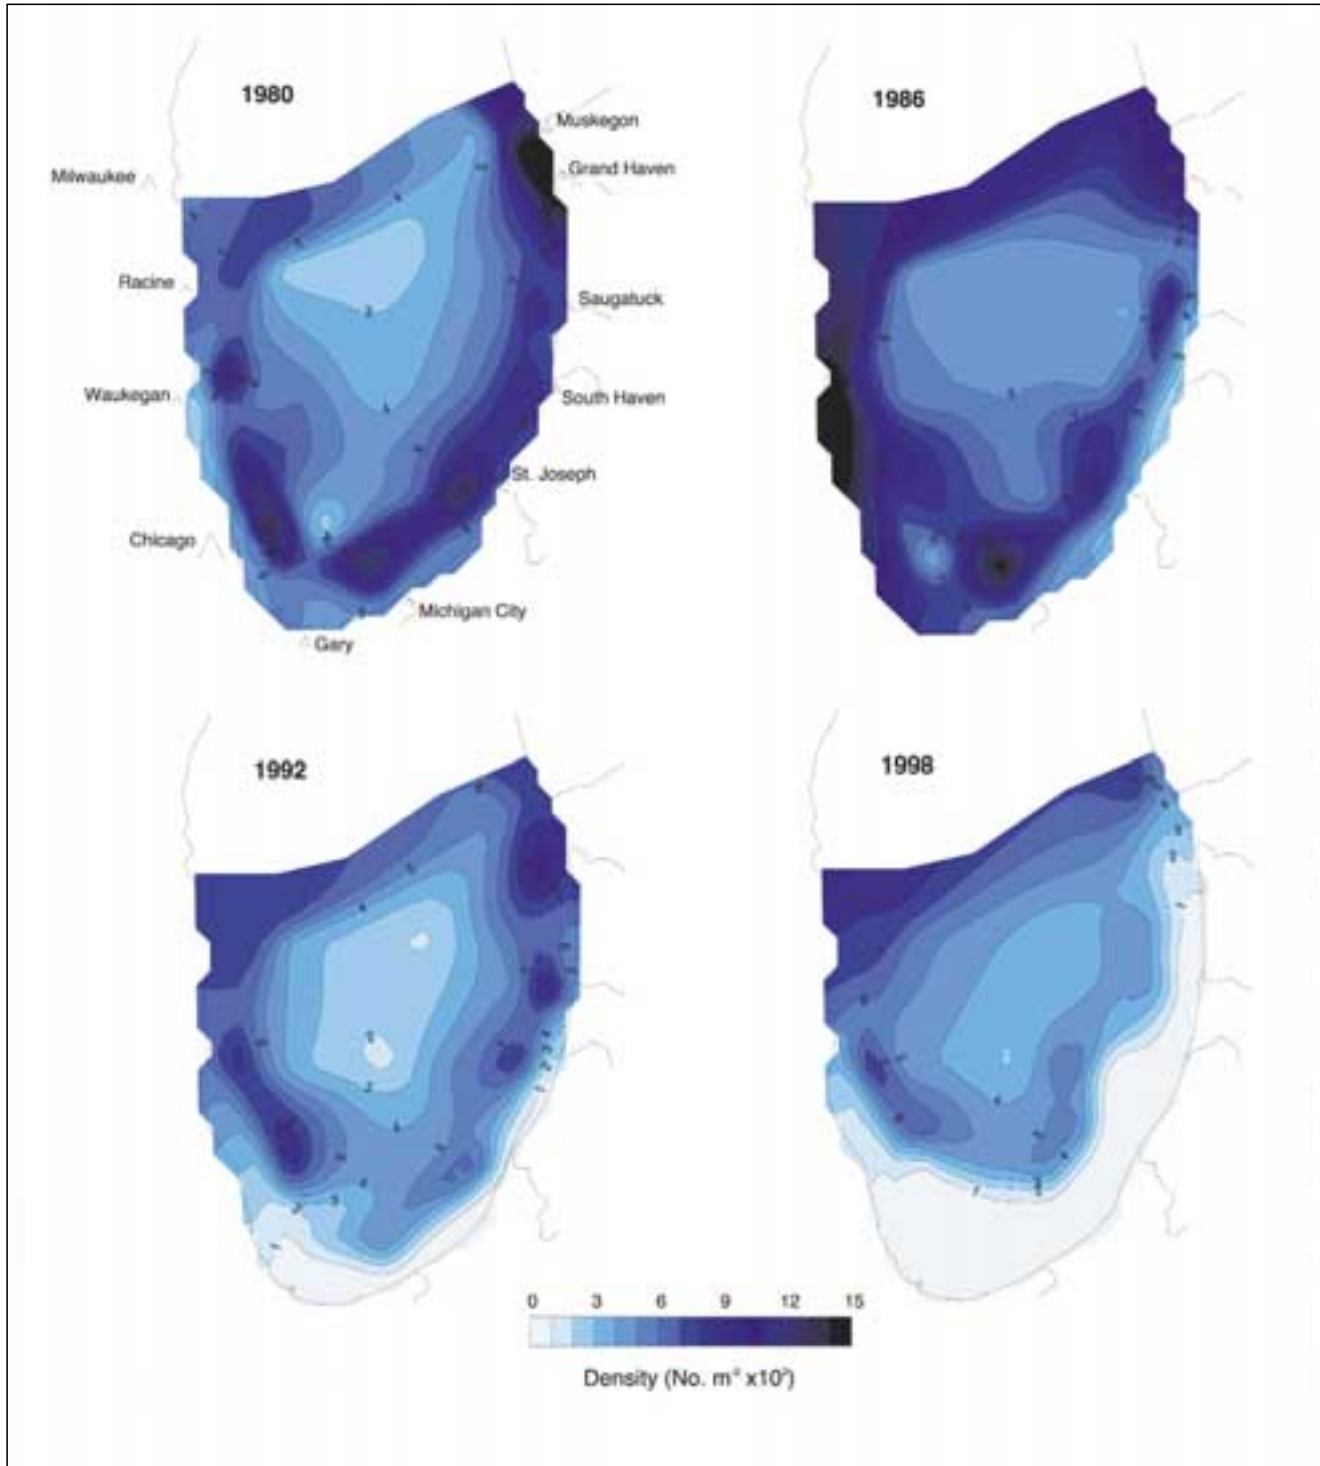 1980
1986
Muskegon
Grand Haven
Milwaukee
Racine
Saugatuck
Waukegan
South Haven
St. Joseph
Chicago
Michigan City
Gary
1992
1998
0 3 6 9 12 15
Density (No. m⁻² x10³)